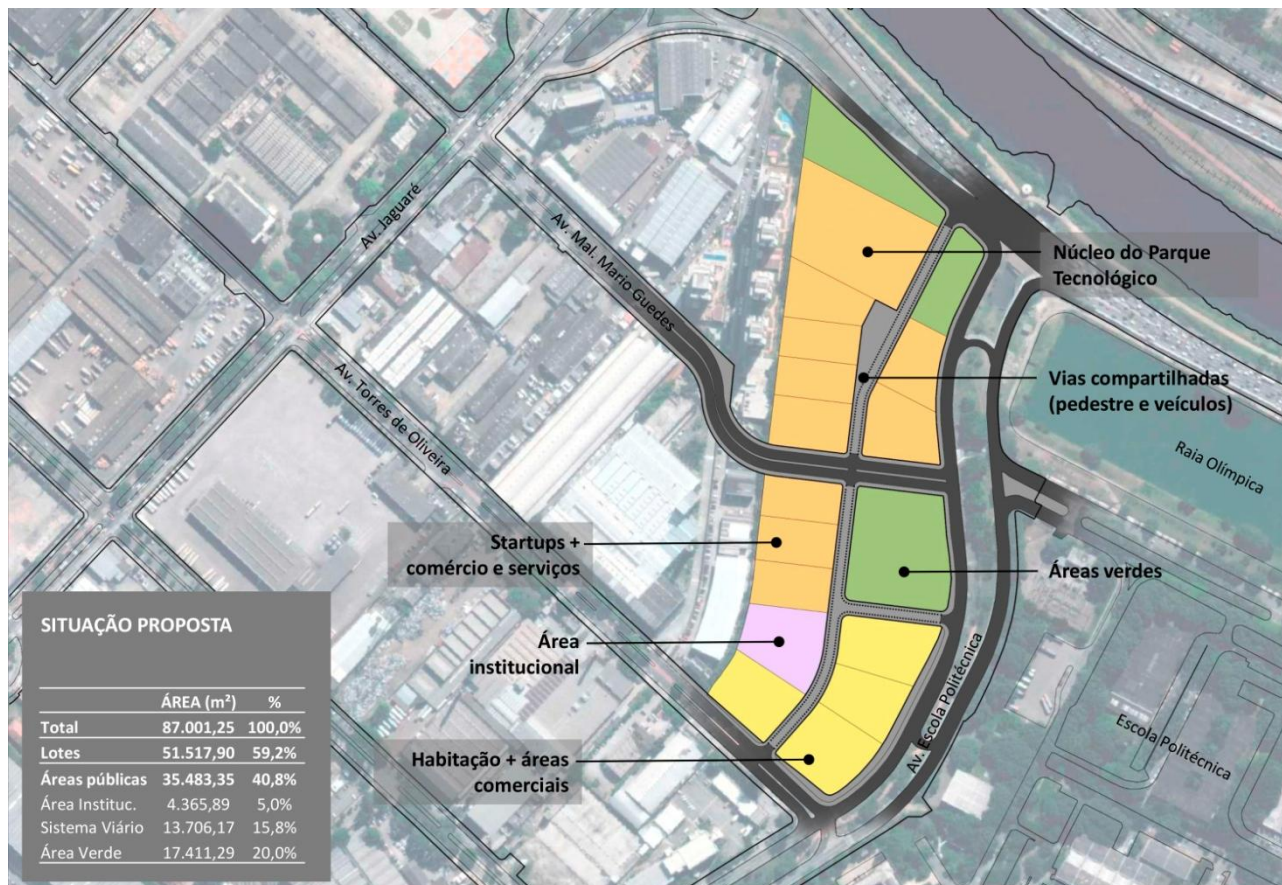 Av. Jaguaré
Av. Mal. Mario Guedes
Av. Torres de Oliveira
Núcleo do Parque
Tecnológico
Vias compartilhadas
(pedestre e veículos)
Raia Olímpica
Startups +
comércio e serviços
Áreas verdes
Área
institucional
Habitação + áreas
comerciais
Av. Escola Politécnica
Escola Politécnica
SITUAÇÃO PROPOSTA
ÁREA (m²) %
Total 87.001,25 100,0%
Lotes 51.517,90 59,2%
Áreas públicas 35.483,35 40,8%
Área Instituc. 4.365,89 5,0%
Sistema Viário 13.706,17 15,8%
Área Verde 17.411,29 20,0%